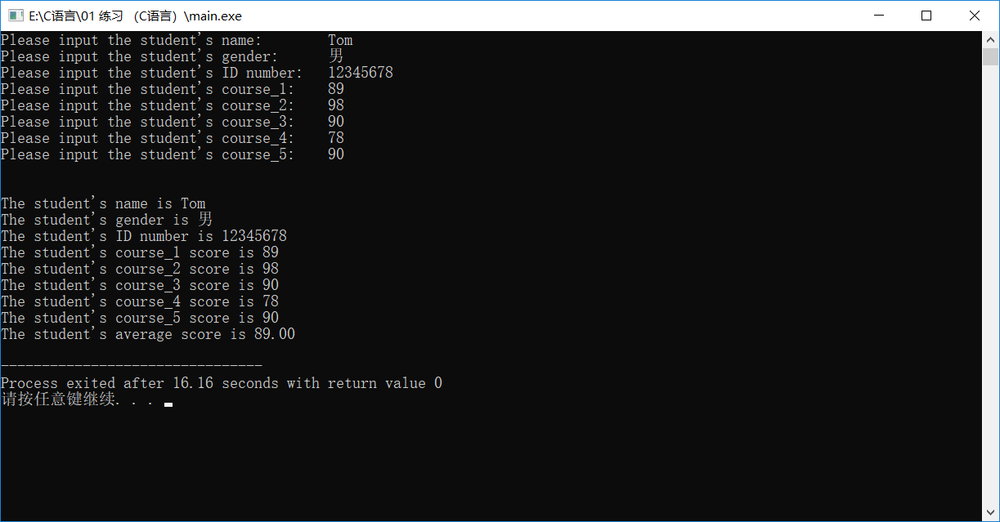 E:\C语言\01 练习 （C语言）\main.exe
Please input the student's name: Tom
Please input the student's gender: 男
Please input the student's ID number: 12345678
Please input the student's course_1: 89
Please input the student's course_2: 98
Please input the student's course_3: 90
Please input the student's course_4: 78
Please input the student's course_5: 90
The student's name is Tom
The student's gender is 男
The student's ID number is 12345678
The student's course_1 score is 89
The student's course_2 score is 98
The student's course_3 score is 90
The student's course_4 score is 78
The student's course_5 score is 90
The student's average score is 89.00
--------------------------------
Process exited after 16.16 seconds with return value 0
请按任意键继续. . .